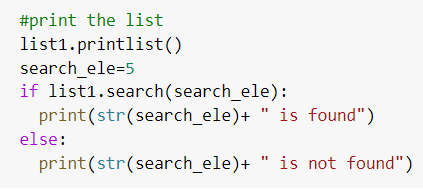 #print the list
list1.printlist()
search_ele=5
if list1.search(search_ele):
  print(str(search_ele)+ " is found")
else:
  print(str(search_ele)+ " is not found")